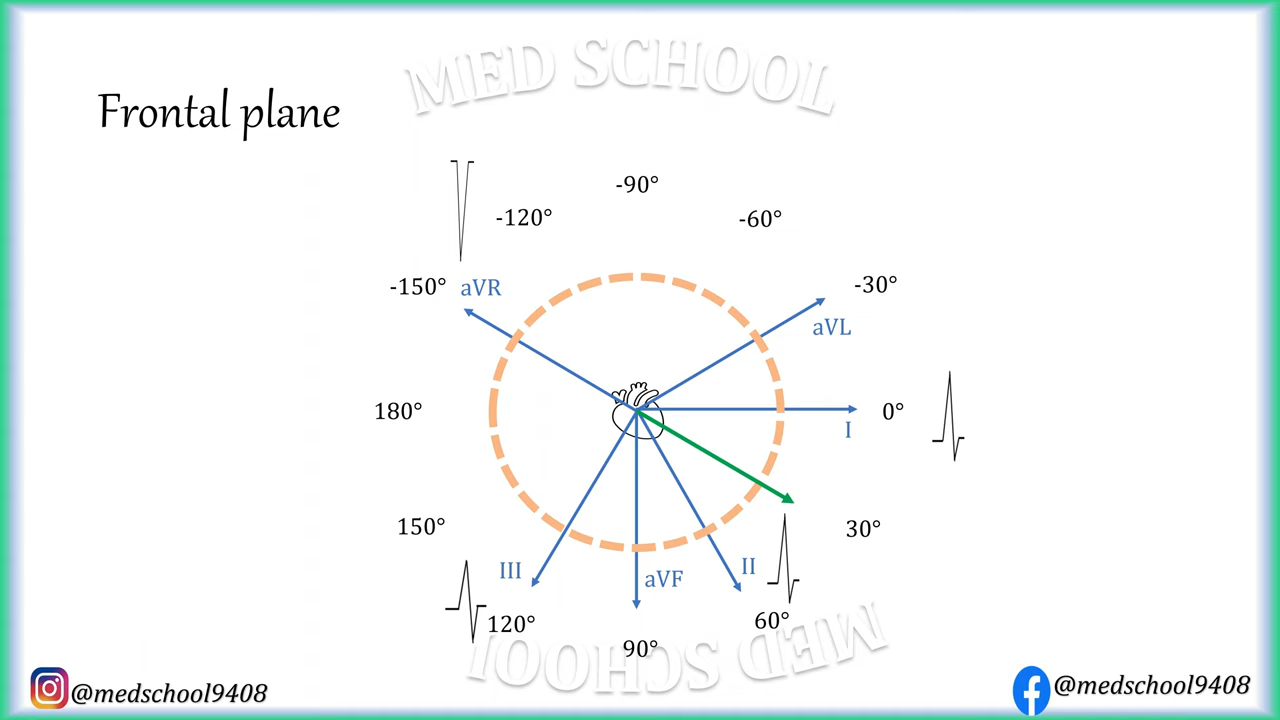 MED SCHOOL
Frontal plane
-90°
-120°
-60°
-150°
aVR
-30°
aVL
180°
0°
I
150°
30°
III
aVF
II
120°
90°
60°
MED SCHOOL
@medschool9408
@medschool9408